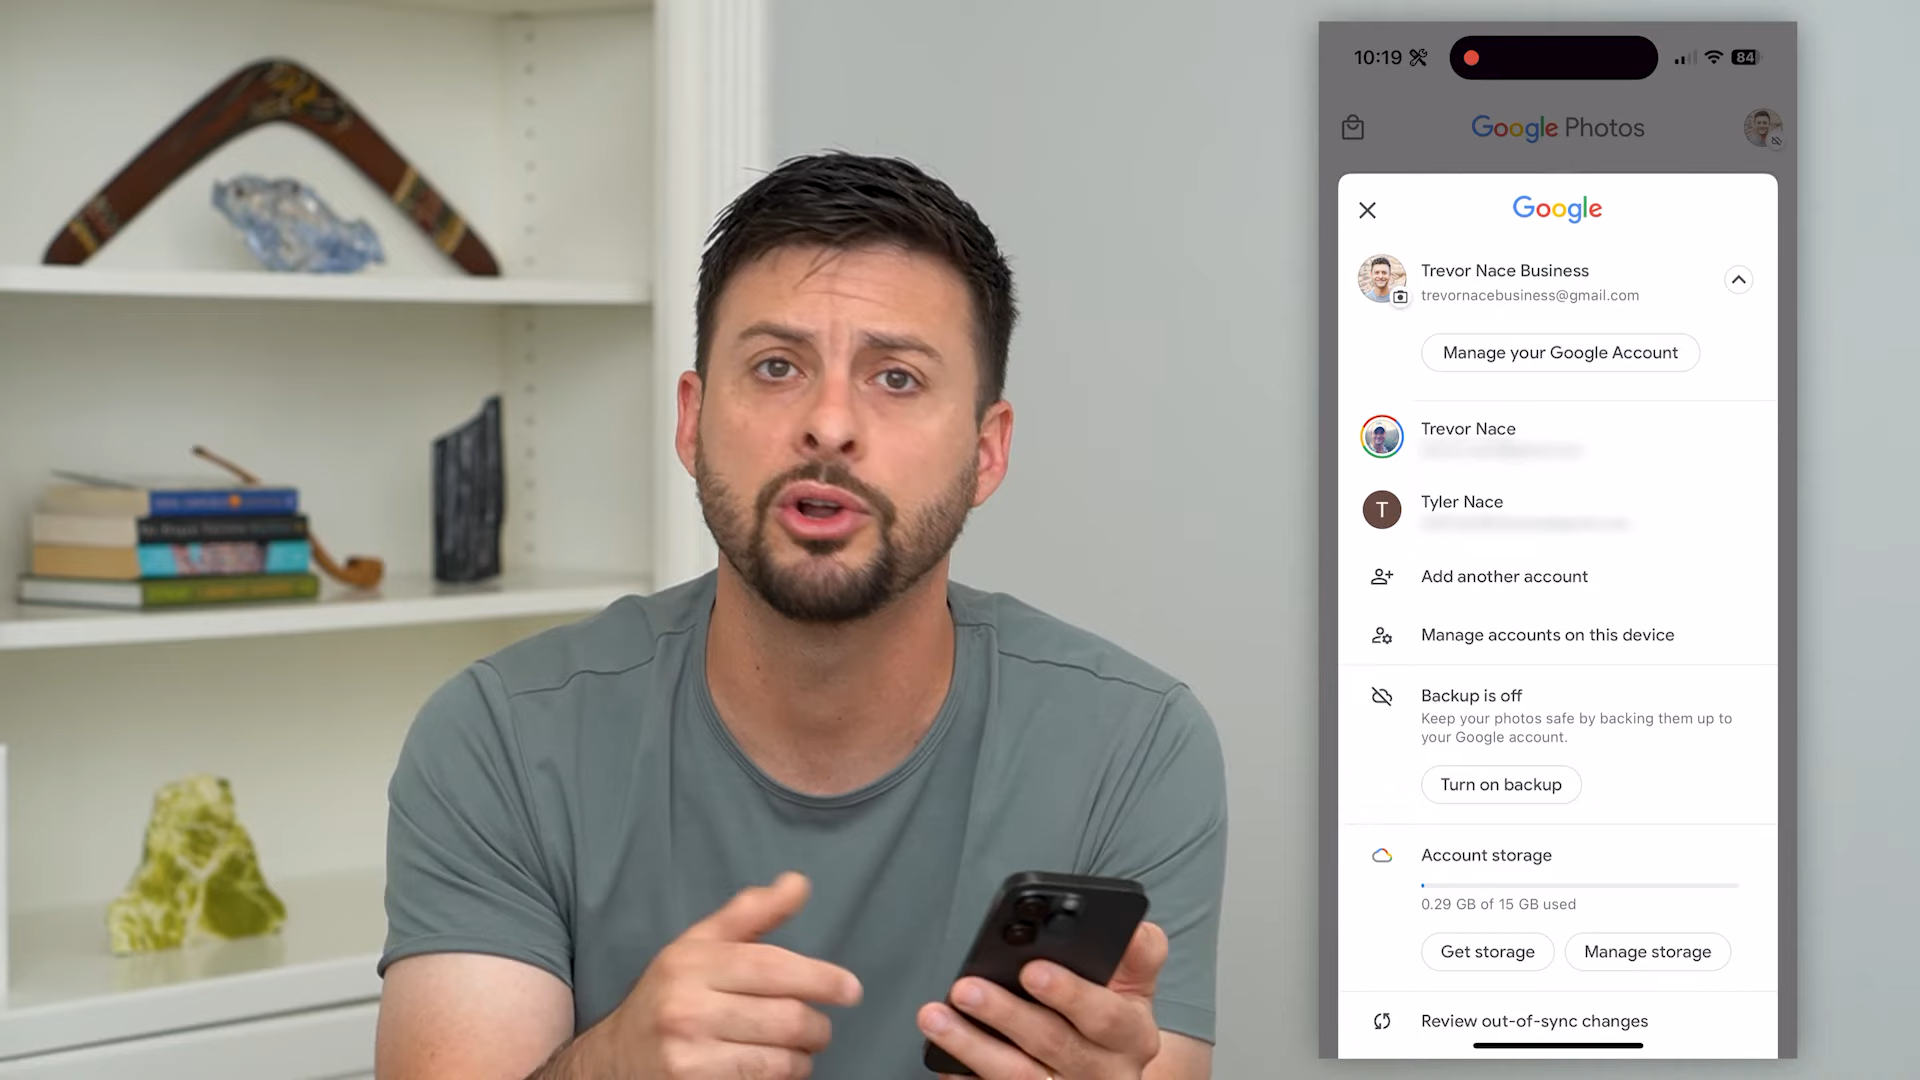 10:19
84
Google Photos
Google
Trevor Nace Business
trevornacebusiness@gmail.com
Manage your Google Account
Trevor Nace
T
Tyler Nace
Add another account
Manage accounts on this device
Backup is off
Keep your photos safe by backing them up to
your Google account.
Turn on backup
Account storage
0.29 GB of 15 GB used
Get storage
Manage storage
Review out-of-sync changes